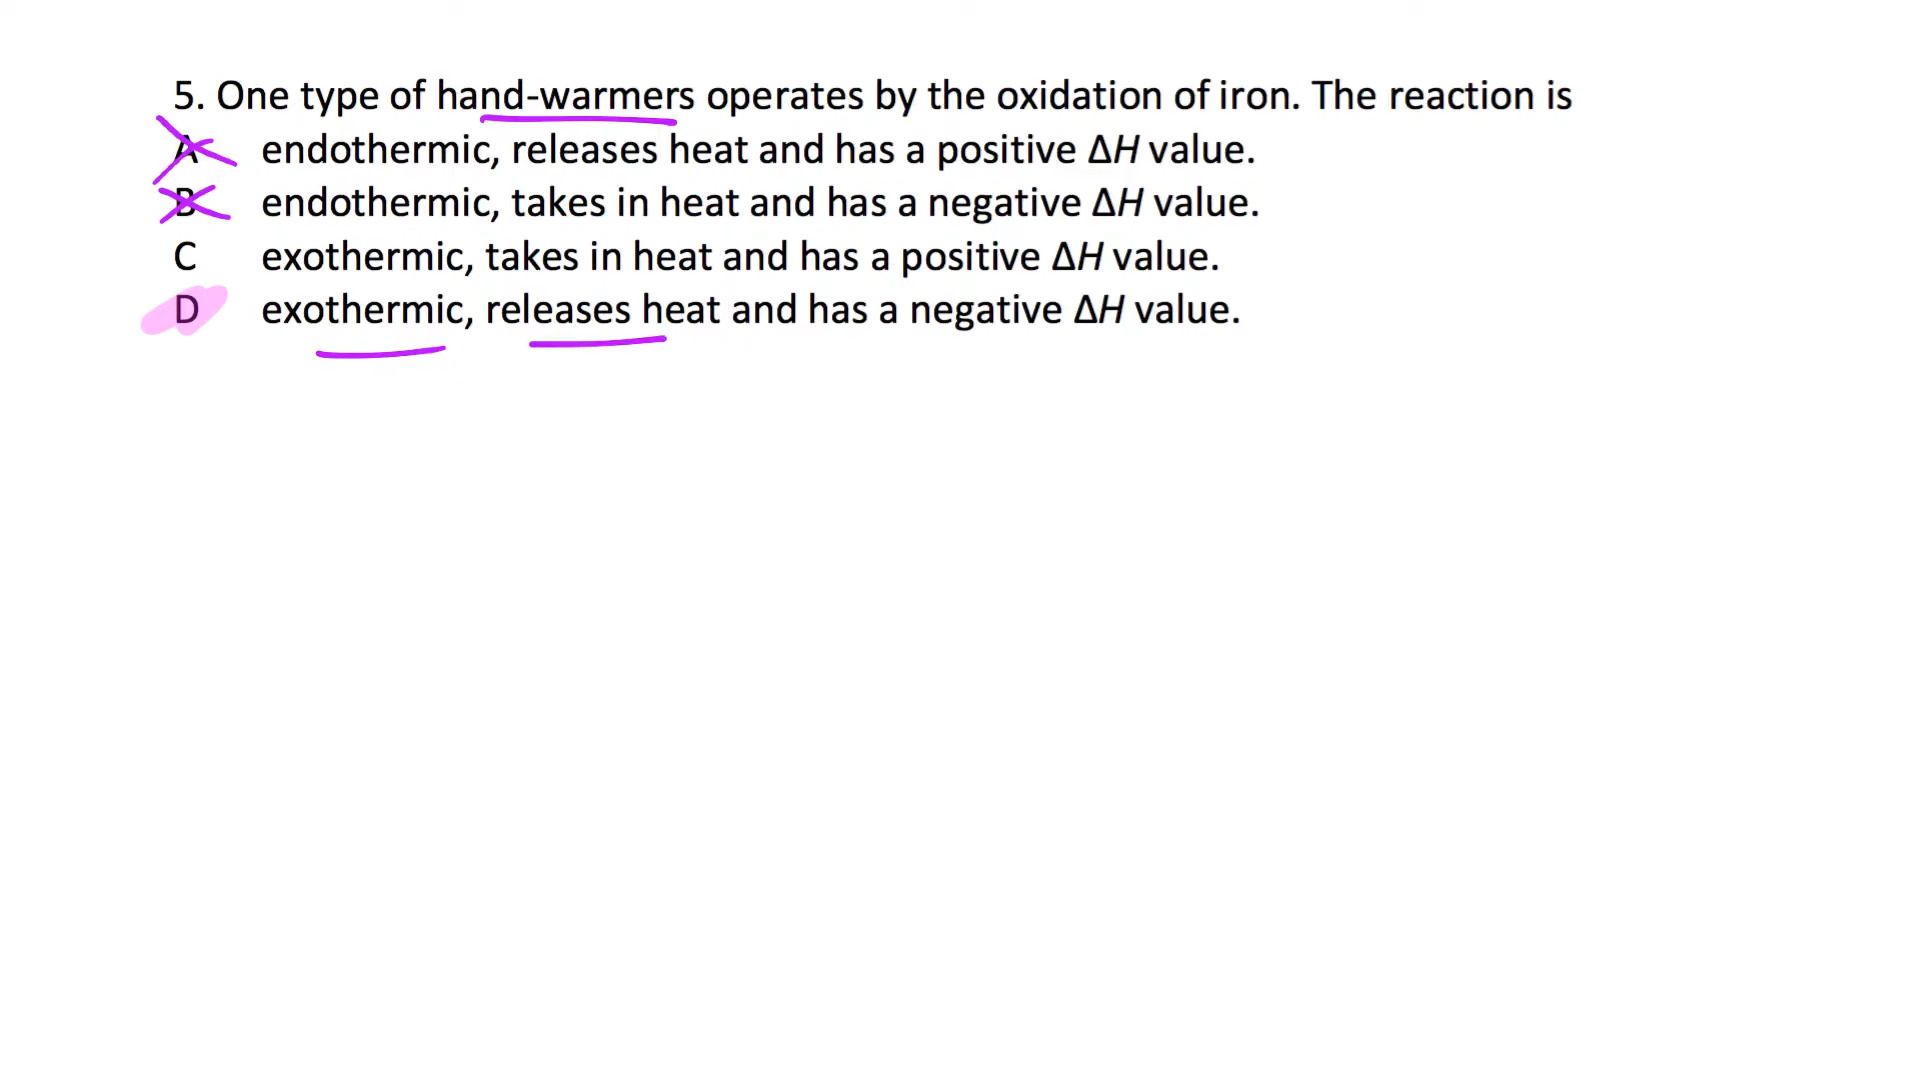 5. One type of hand-warmers operates by the oxidation of iron. The reaction is
A endothermic, releases heat and has a positive ΔH value.
B endothermic, takes in heat and has a negative ΔH value.
C exothermic, takes in heat and has a positive ΔH value.
D exothermic, releases heat and has a negative ΔH value.